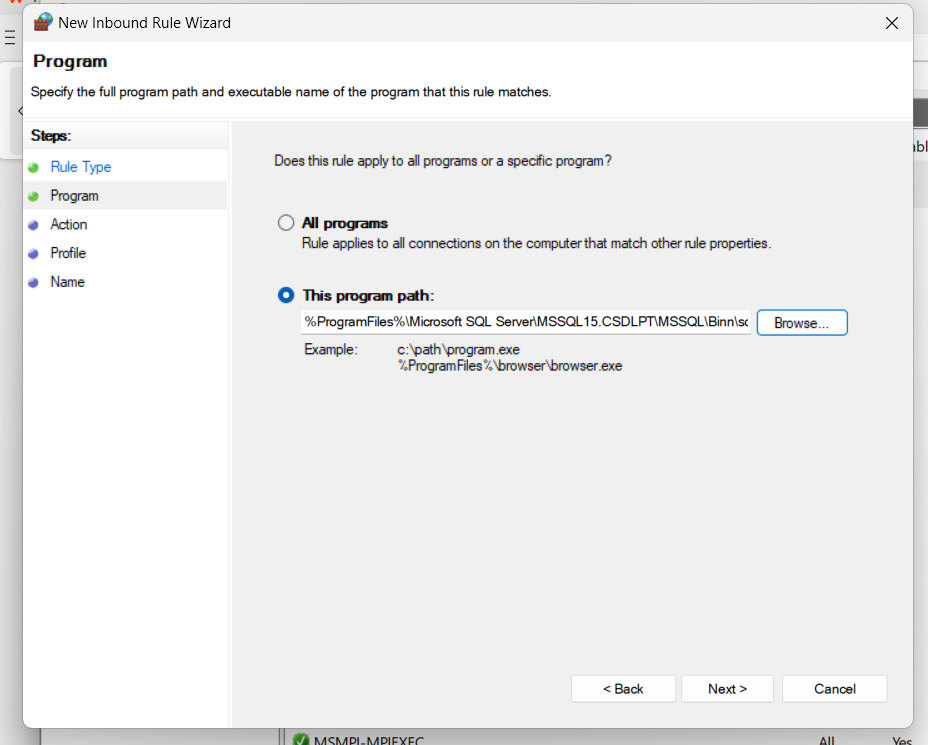 New Inbound Rule Wizard
Program
Specify the full program path and executable name of the program that this rule matches.
Steps:
Rule Type
Program
Action
Profile
Name
Does this rule apply to all programs or a specific program?
All programs
Rule applies to all connections on the computer that match other rule properties.
This program path:
%ProgramFiles%\Microsoft SQL Server\MSSQL15.CSDLPT\MSSQL\Binn\
Browse...
Example: c:\path\program.exe
%ProgramFiles%\browser\browser.exe
< Back Next > Cancel
MSMPI-MPIEXEC All Yes